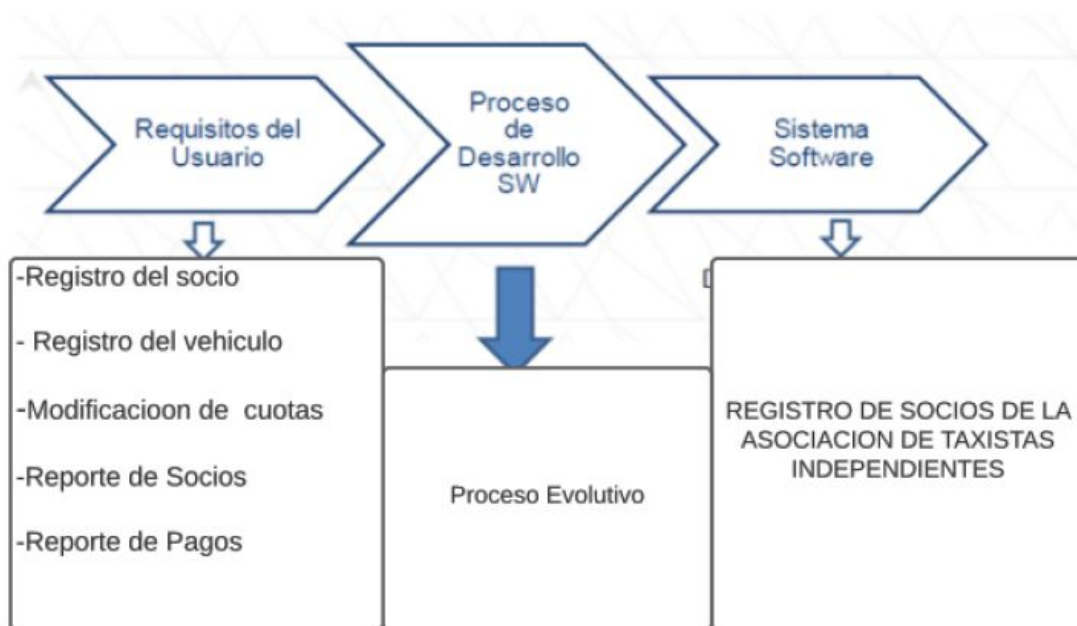 Requisitos del
Usuario
Proceso
de
Desarrollo
SW
Sistema
Software
-Registro del socio
- Registro del vehiculo
-Modificacioon de cuotas
-Reporte de Socios
-Reporte de Pagos
Proceso Evolutivo
REGISTRO DE SOCIOS DE LA
ASOCIACION DE TAXISTAS
INDEPENDIENTES